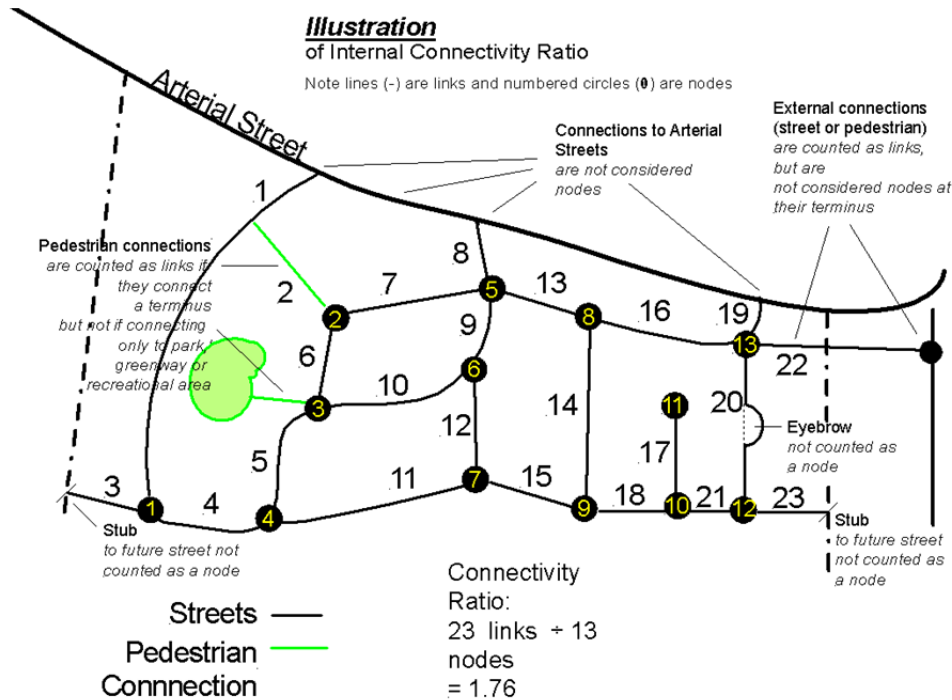 Illustration
of Internal Connectivity Ratio
Note lines (-) are links and numbered circles (θ) are nodes
Arterial Street
Connections to Arterial
Streets
are not considered
nodes
External connections
(street or pedestrian)
are counted as links,
but are
not considered nodes at
their terminus
Pedestrian connections
are counted as links if
they connect
a terminus
but not if connecting
only to park,
greenway or
recreational area
1
2
3
4
5
6
7
8
9
10
11
12
13
14
15
16
17
18
19
20
21
22
23
1
2
3
4
5
6
7
8
9
10
11
12
13
Eyebrow
not counted as
a node
Stub
to future street not
counted as a node
Stub
to future street
not counted as
a node
Streets
Pedestrian
Connnection
Connectivity
Ratio:
23 links ÷ 13
nodes
= 1.76